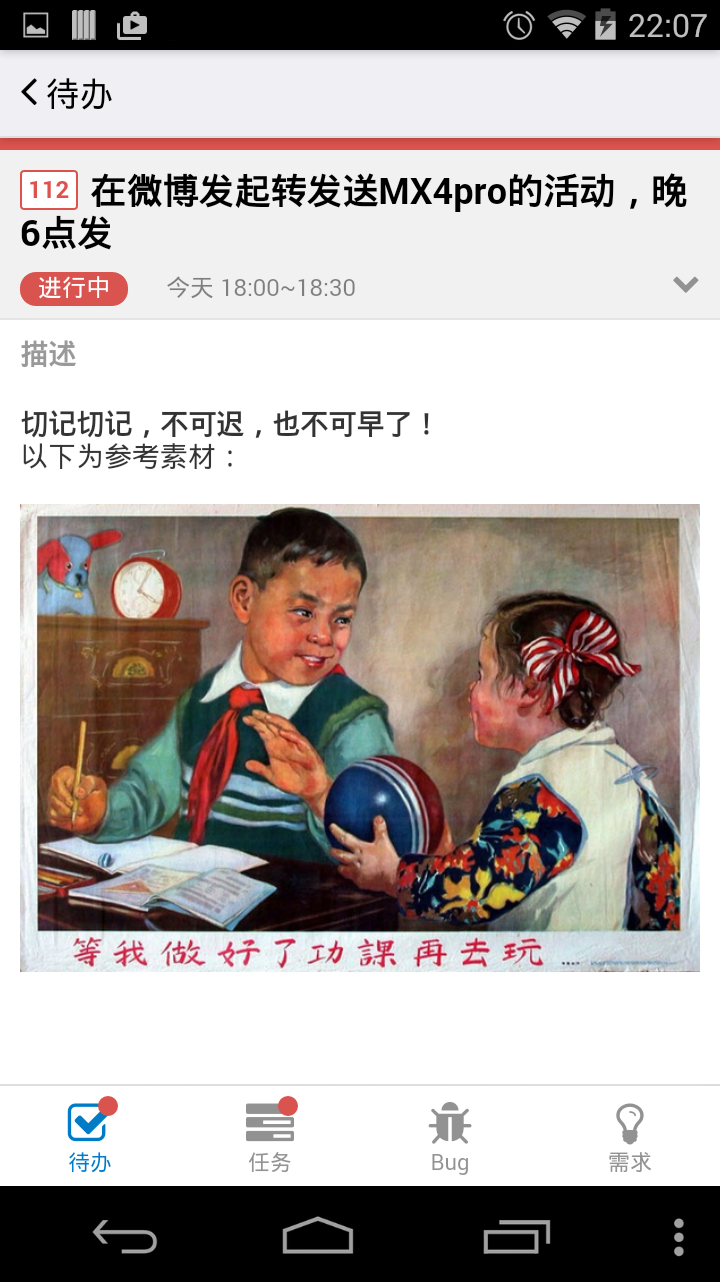 22:07
待办
112 在微博发起转发送MX4pro的活动，晚
6点发
进行中 今天 18:00~18:30
描述
切记切记，不可迟，也不可早了！
以下为参考素材：
等我做好了功課再去玩
待办 任务 Bug 需求